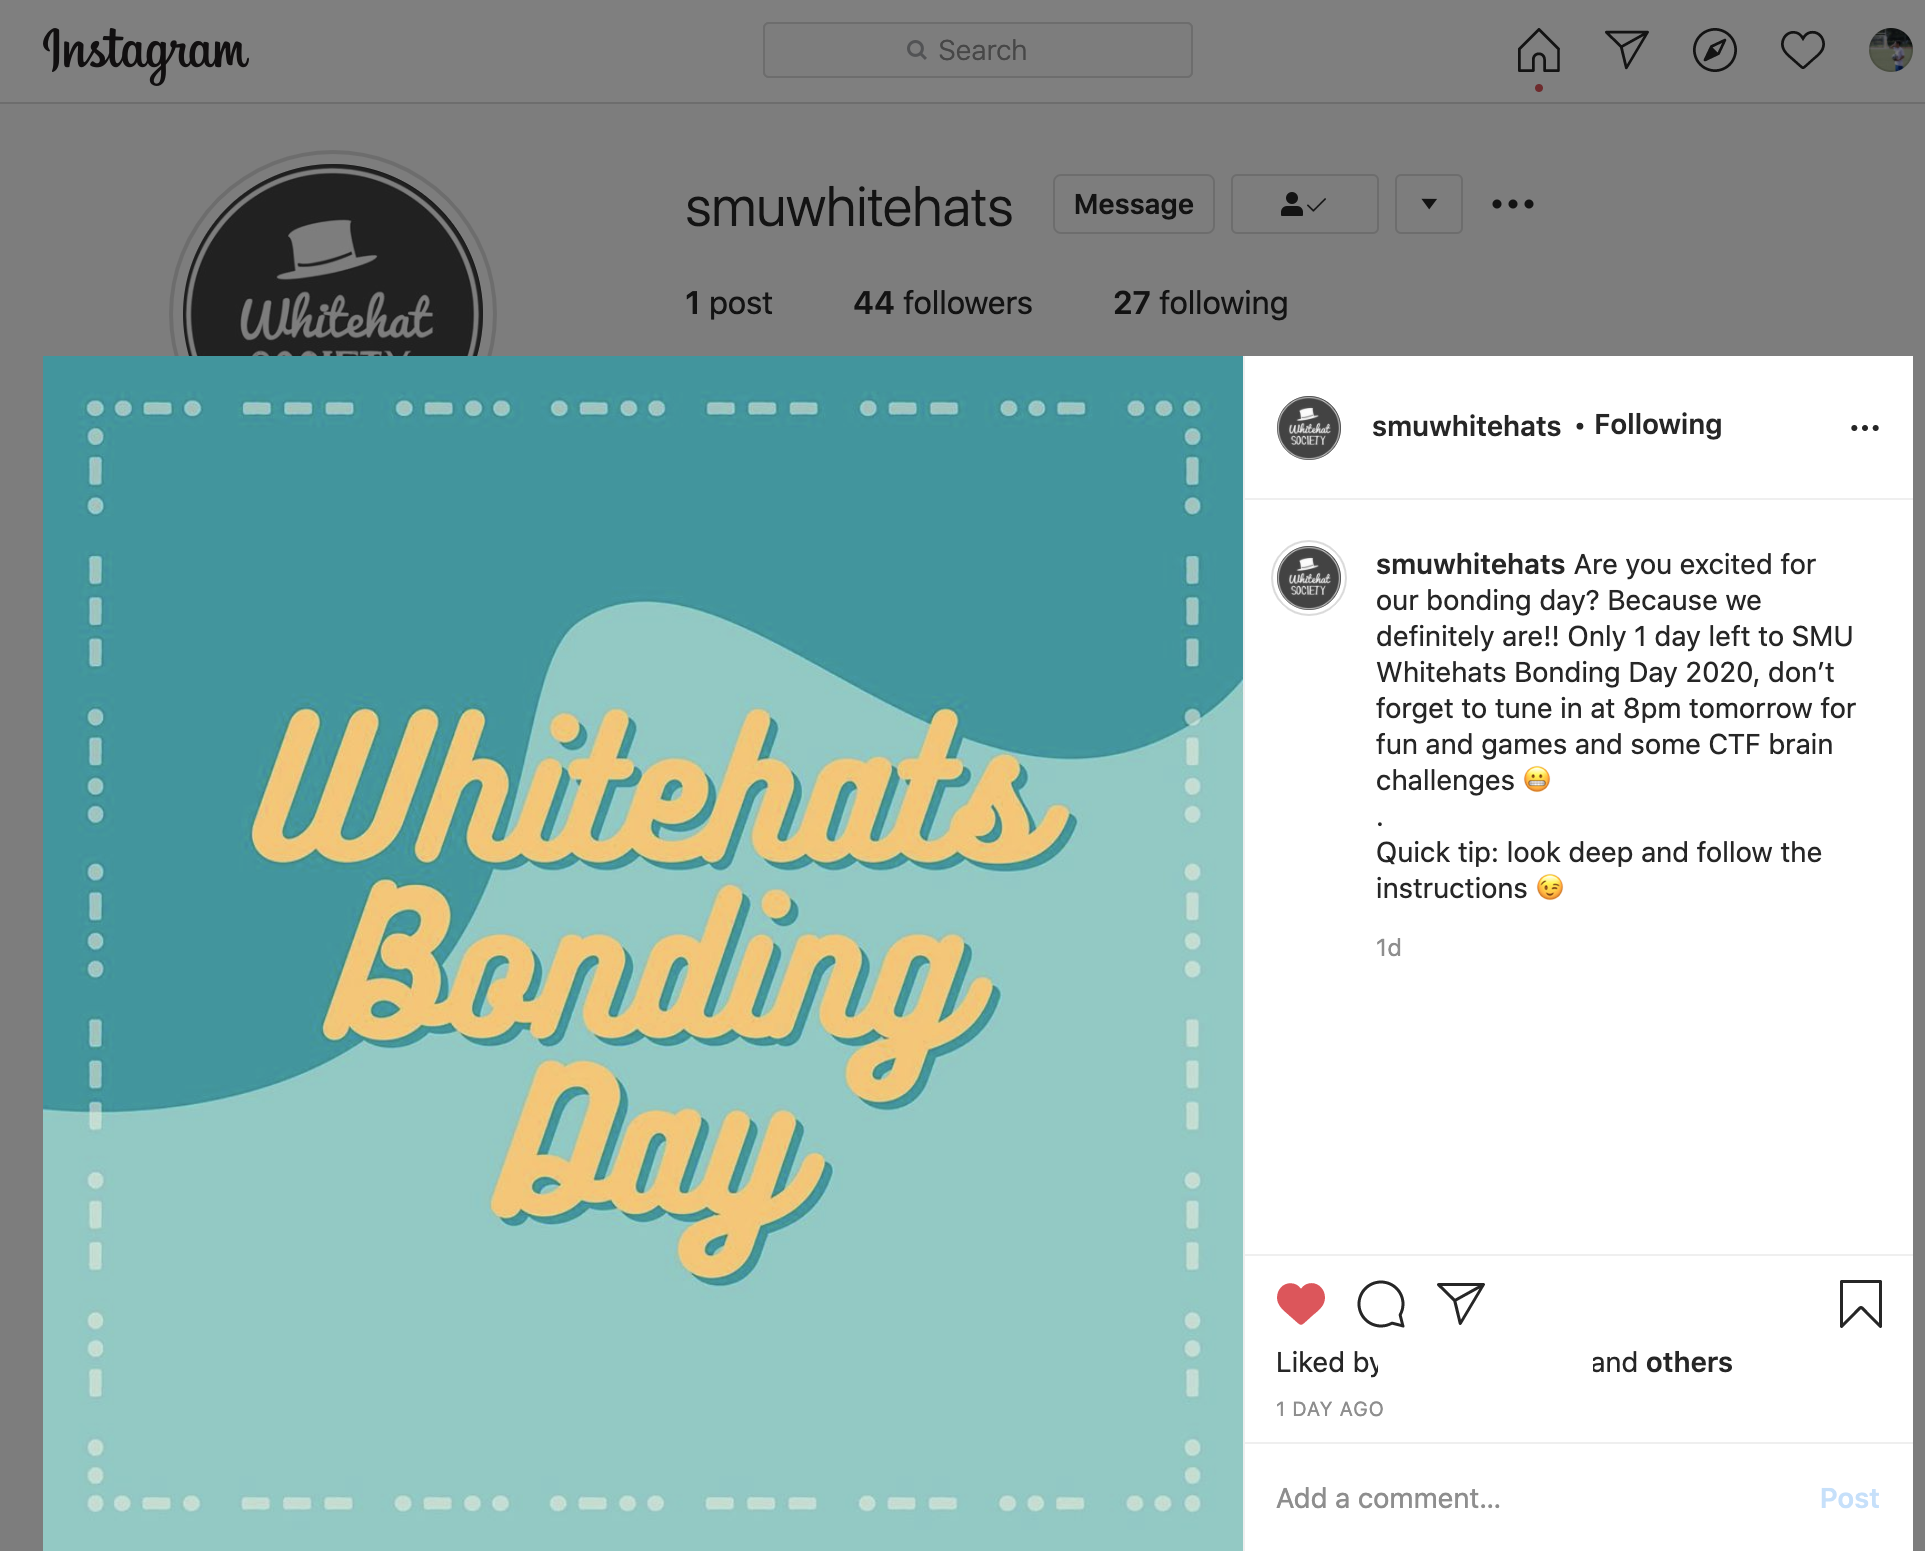 Instagram
Search
Whitehat
SOCIETY
smuwhitehats Message
1 post 44 followers 27 following
Whitehats
Bonding
Day
Whitehat
SOCIETY
smuwhitehats • Following
Whitehat
SOCIETY
smuwhitehats Are you excited for
our bonding day? Because we
definitely are!! Only 1 day left to SMU
Whitehats Bonding Day 2020, don’t
forget to tune in at 8pm tomorrow for
fun and games and some CTF brain
challenges 😬
.
Quick tip: look deep and follow the
instructions 😉
1d
Liked by and others
1 DAY AGO
Add a comment... Post